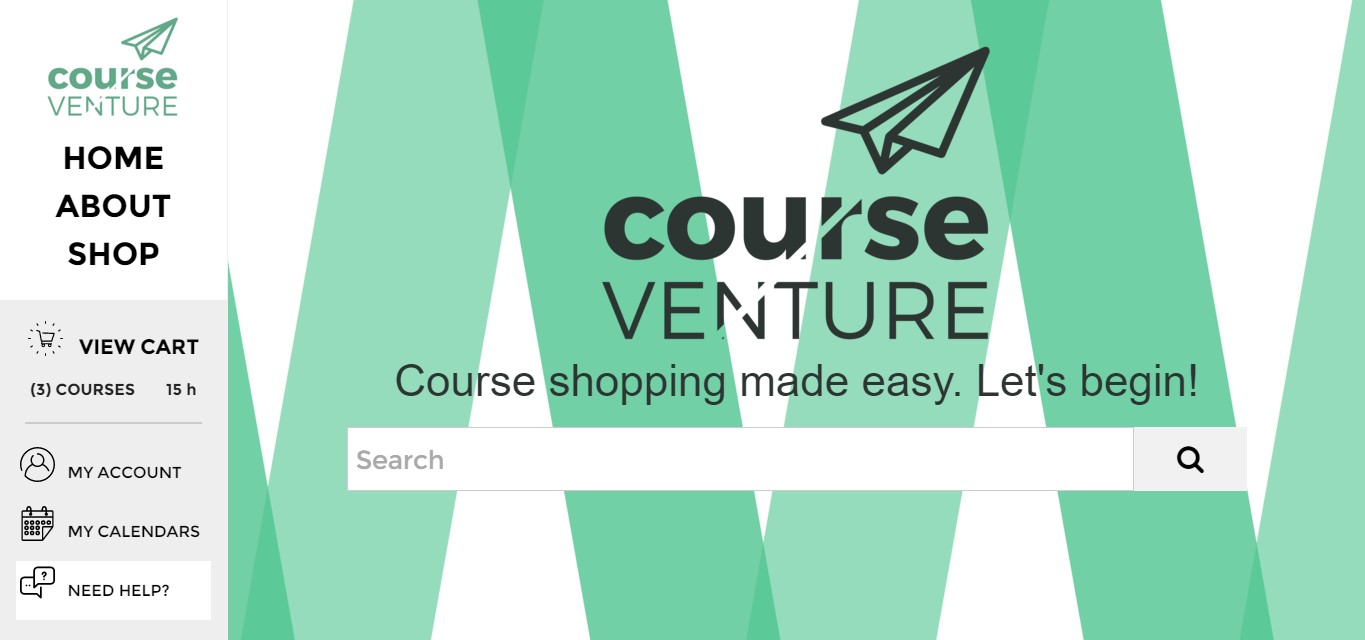 course
VENTURE
HOME
ABOUT
SHOP
VIEW CART
(3) COURSES 15 h
MY ACCOUNT
MY CALENDARS
NEED HELP?
course
VENTURE
Course shopping made easy. Let's begin!
Search